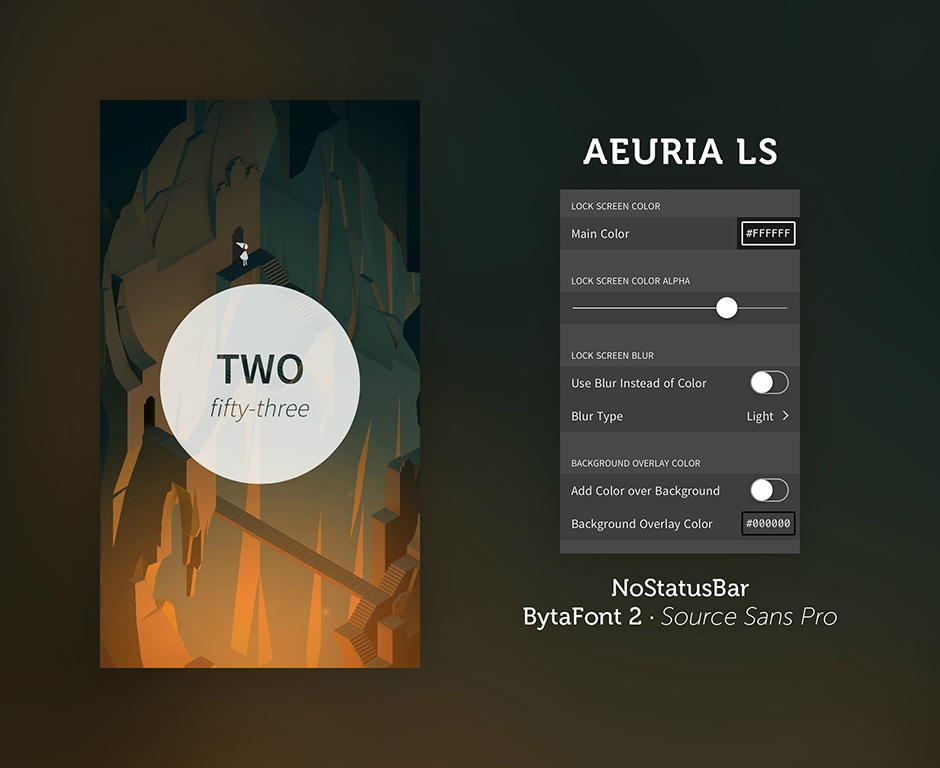 TWO
fifty-three
AEURIA LS
LOCK SCREEN COLOR
Main Color #FFFFFF
LOCK SCREEN COLOR ALPHA
LOCK SCREEN BLUR
Use Blur Instead of Color
Blur Type Light
BACKGROUND OVERLAY COLOR
Add Color over Background
Background Overlay Color #000000
NoStatusBar
BytaFont 2 · Source Sans Pro